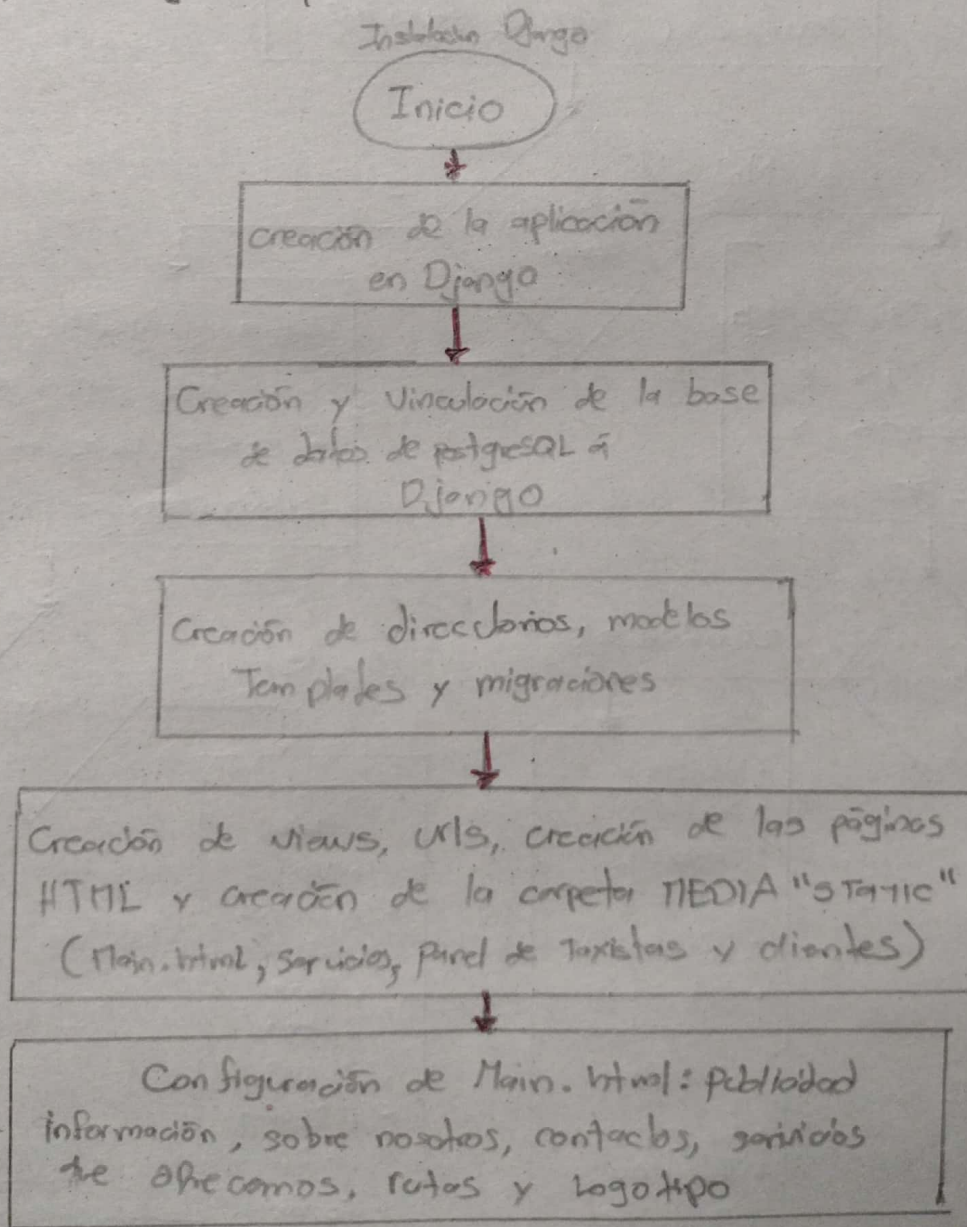 Instalación Django
Inicio
creación de la aplicación
en Django
Creación y Vinculación de la base
de datos de postgreSQL a
Django
Creación de directorios, modelos
Templates y migraciones
Creación de views, urls, creación de las páginas
HTML y creación de la carpeta MEDIA "STATIC"
(Main.html, servicios, Panel de Taxistas y clientes)
Configuración de Main.html: publicidad
información, sobre nosotros, contactos, servicios
que ofrecemos, rutas y Logotipo